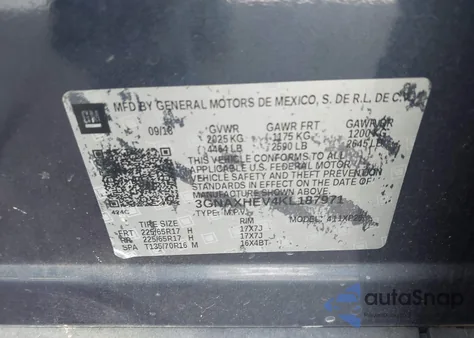 GM
MFD BY GENERAL MOTORS DE MEXICO, S. DE R.L. DE C.V.
09/18 GVWR GAWR FRT GAWR RR
2025 KG 1175 KG 1200 KG
4464 LB 2590 LB 2645 LB
THIS VEHICLE CONFORMS TO ALL
APPLICABLE U.S. FEDERAL MOTOR
VEHICLE SAFETY AND
STANDARDS IN EFFECT ON THE DATE OF
MANUFACTURE SHOWN ABOVE.
3GNAXHEV4KL187971
TYPE: M.P.V. MODEL:
TIRE SIZE RIM
FRT 225/65R17 H 17X7J
RR 225/65R17 H 17X7J
SPA T135/70R16 M 16X4BT
autoSnap